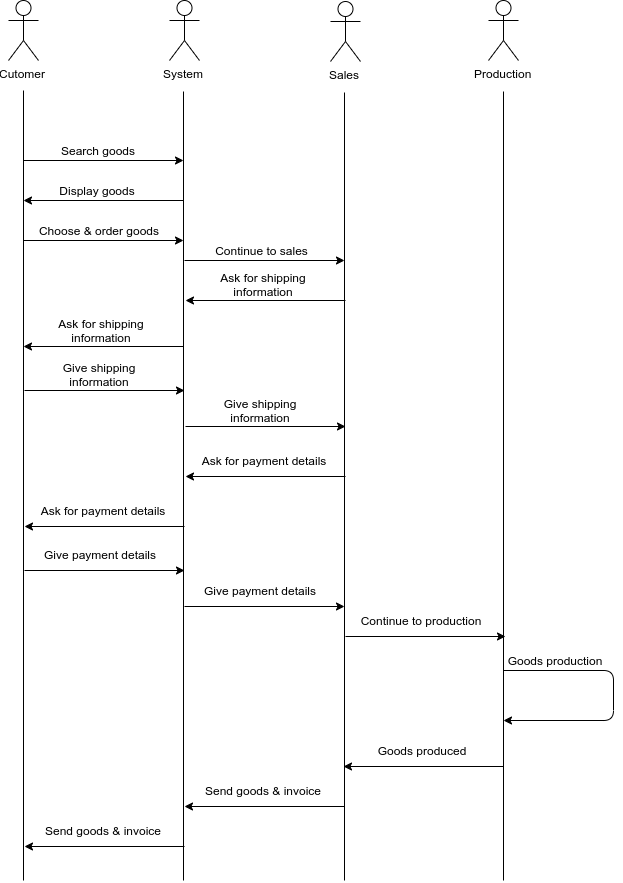 Cutomer
System
Sales
Production
Search goods
Display goods
Choose & order goods
Continue to sales
Ask for shipping
information
Ask for shipping
information
Give shipping
information
Give shipping
information
Ask for payment details
Ask for payment details
Give payment details
Give payment details
Continue to production
Goods production
Goods produced
Send goods & invoice
Send goods & invoice